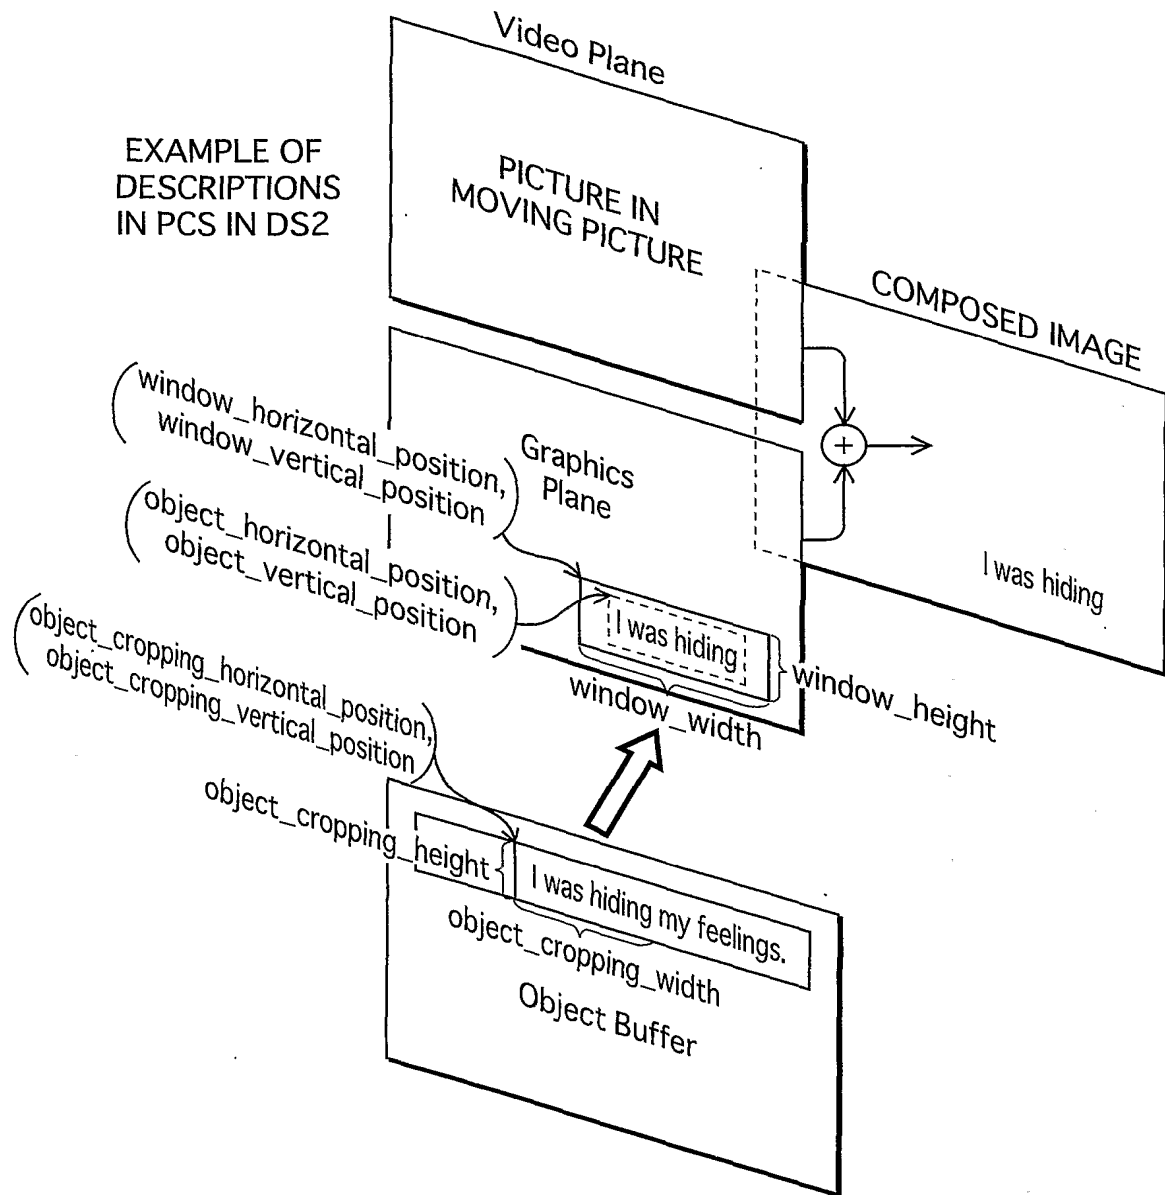 Video Plane
EXAMPLE OF
DESCRIPTIONS
IN PCS IN DS2
PICTURE IN
MOVING PICTURE
COMPOSED IMAGE
(window_horizontal_position,
window_vertical_position)
Graphics
Plane
+
(object_horizontal_position,
object_vertical_position)
I was hiding
I was hiding
window_height
window_width
(object_cropping_horizontal_position,
object_cropping_vertical_position)
object_cropping_height
I was hiding my feelings.
object_cropping_width
Object Buffer